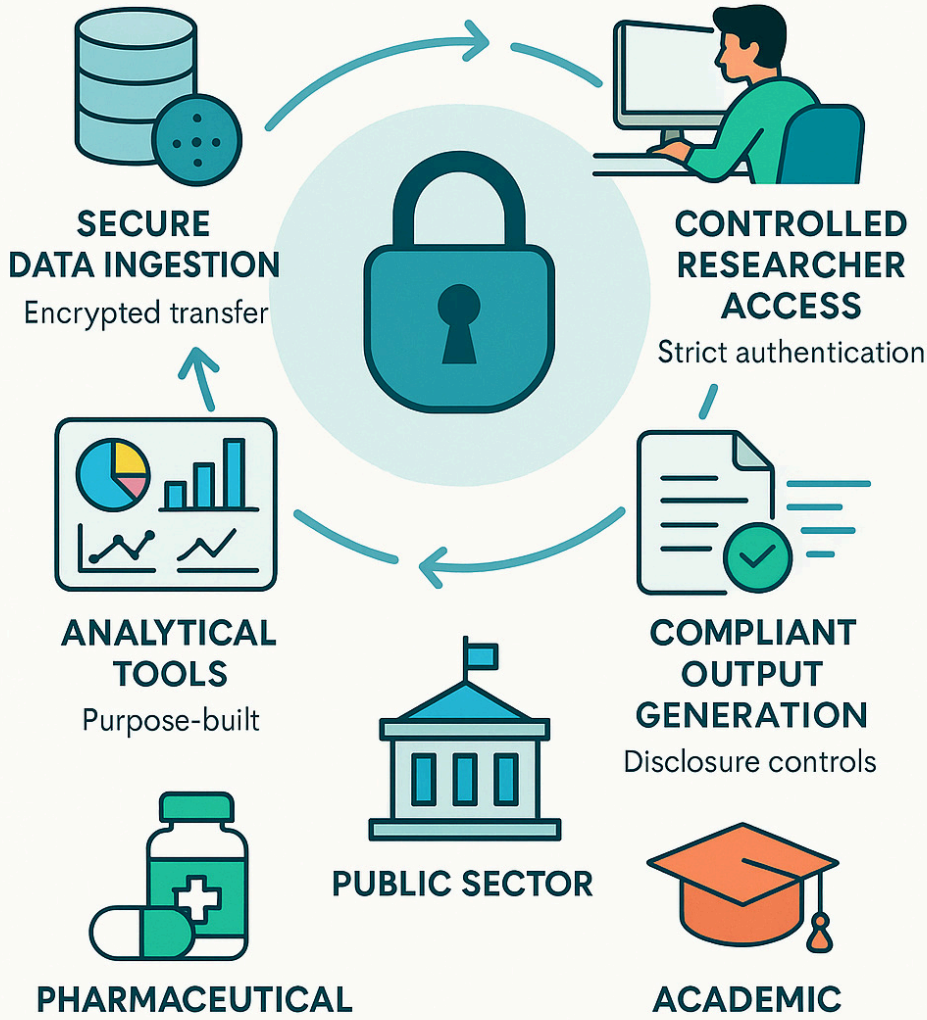 SECURE
DATA INGESTION
Encrypted transfer
CONTROLLED
RESEARCHER
ACCESS
Strict authentication
ANALYTICAL
TOOLS
Purpose-built
COMPLIANT
OUTPUT
GENERATION
Disclosure controls
PUBLIC SECTOR
PHARMACEUTICAL
ACADEMIC